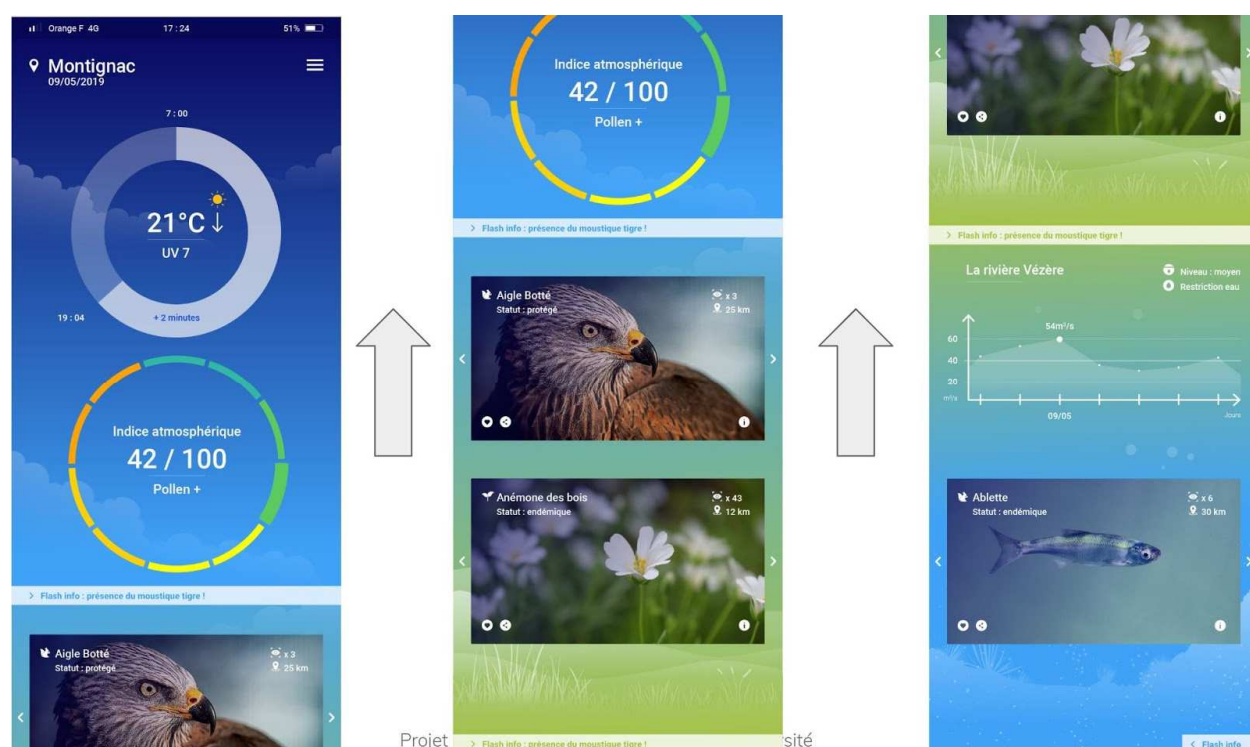 Orange F 4G
17 : 24
51%
Montignac
09/05/2019
7 : 00
21°C
UV 7
19 : 04
+ 2 minutes
Indice atmosphérique
42 / 100
Pollen +
> Flash info : présence du moustique tigre !
Aigle Botté
Statut : protégé
x 3
25 km
Indice atmosphérique
42 / 100
Pollen +
> Flash info : présence du moustique tigre !
Aigle Botté
Statut : protégé
x 3
25 km
Anémone des bois
Statut : endémique
x 43
12 km
> Flash info : présence du moustique tigre !
> Flash info : présence du moustique tigre !
La rivière Vézère
Niveau : moyen
Restriction eau
54m³/s
60
40
20
m³/s
09/05
Jours
Ablette
Statut : endémique
x 6
30 km
< Flash info
Projet
sité